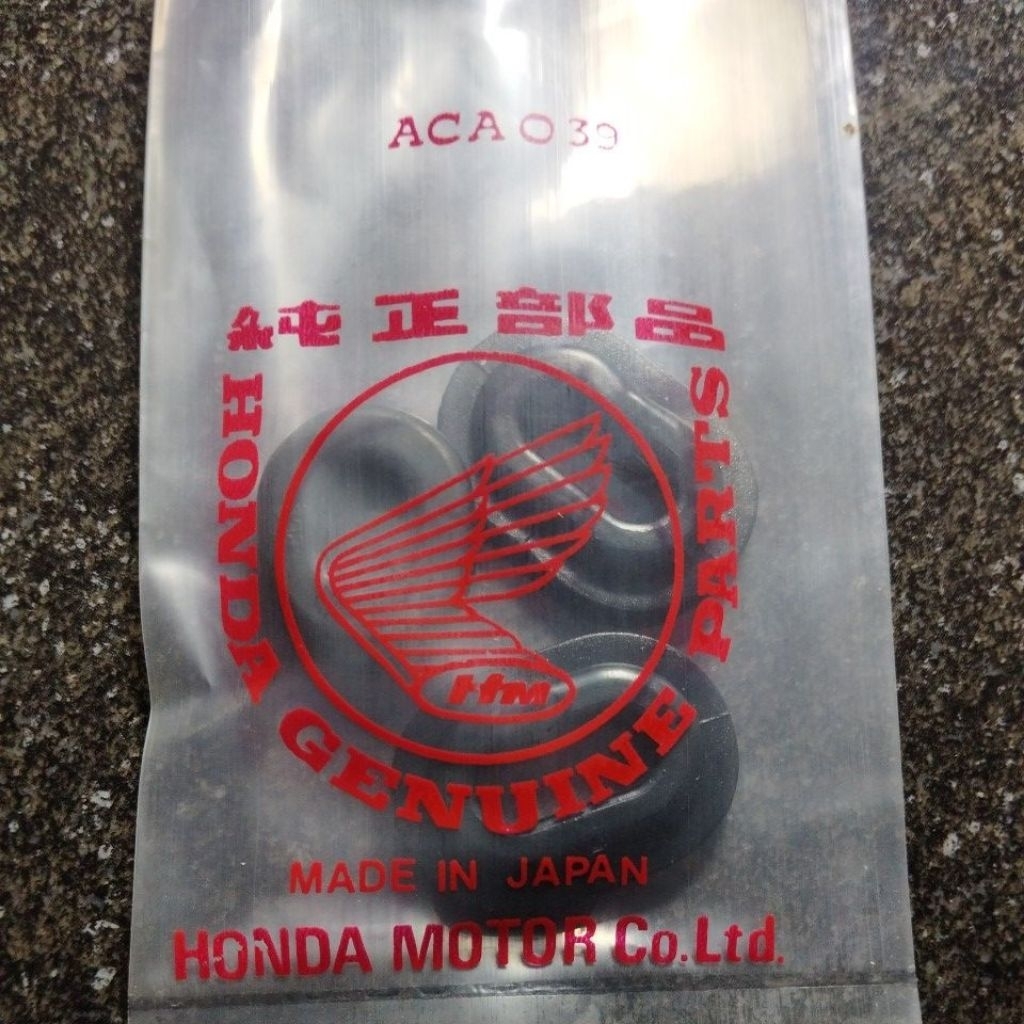 ACA039
純正部品
HONDA GENUINE PARTS
HM
MADE IN JAPAN
HONDA MOTOR Co.Ltd.